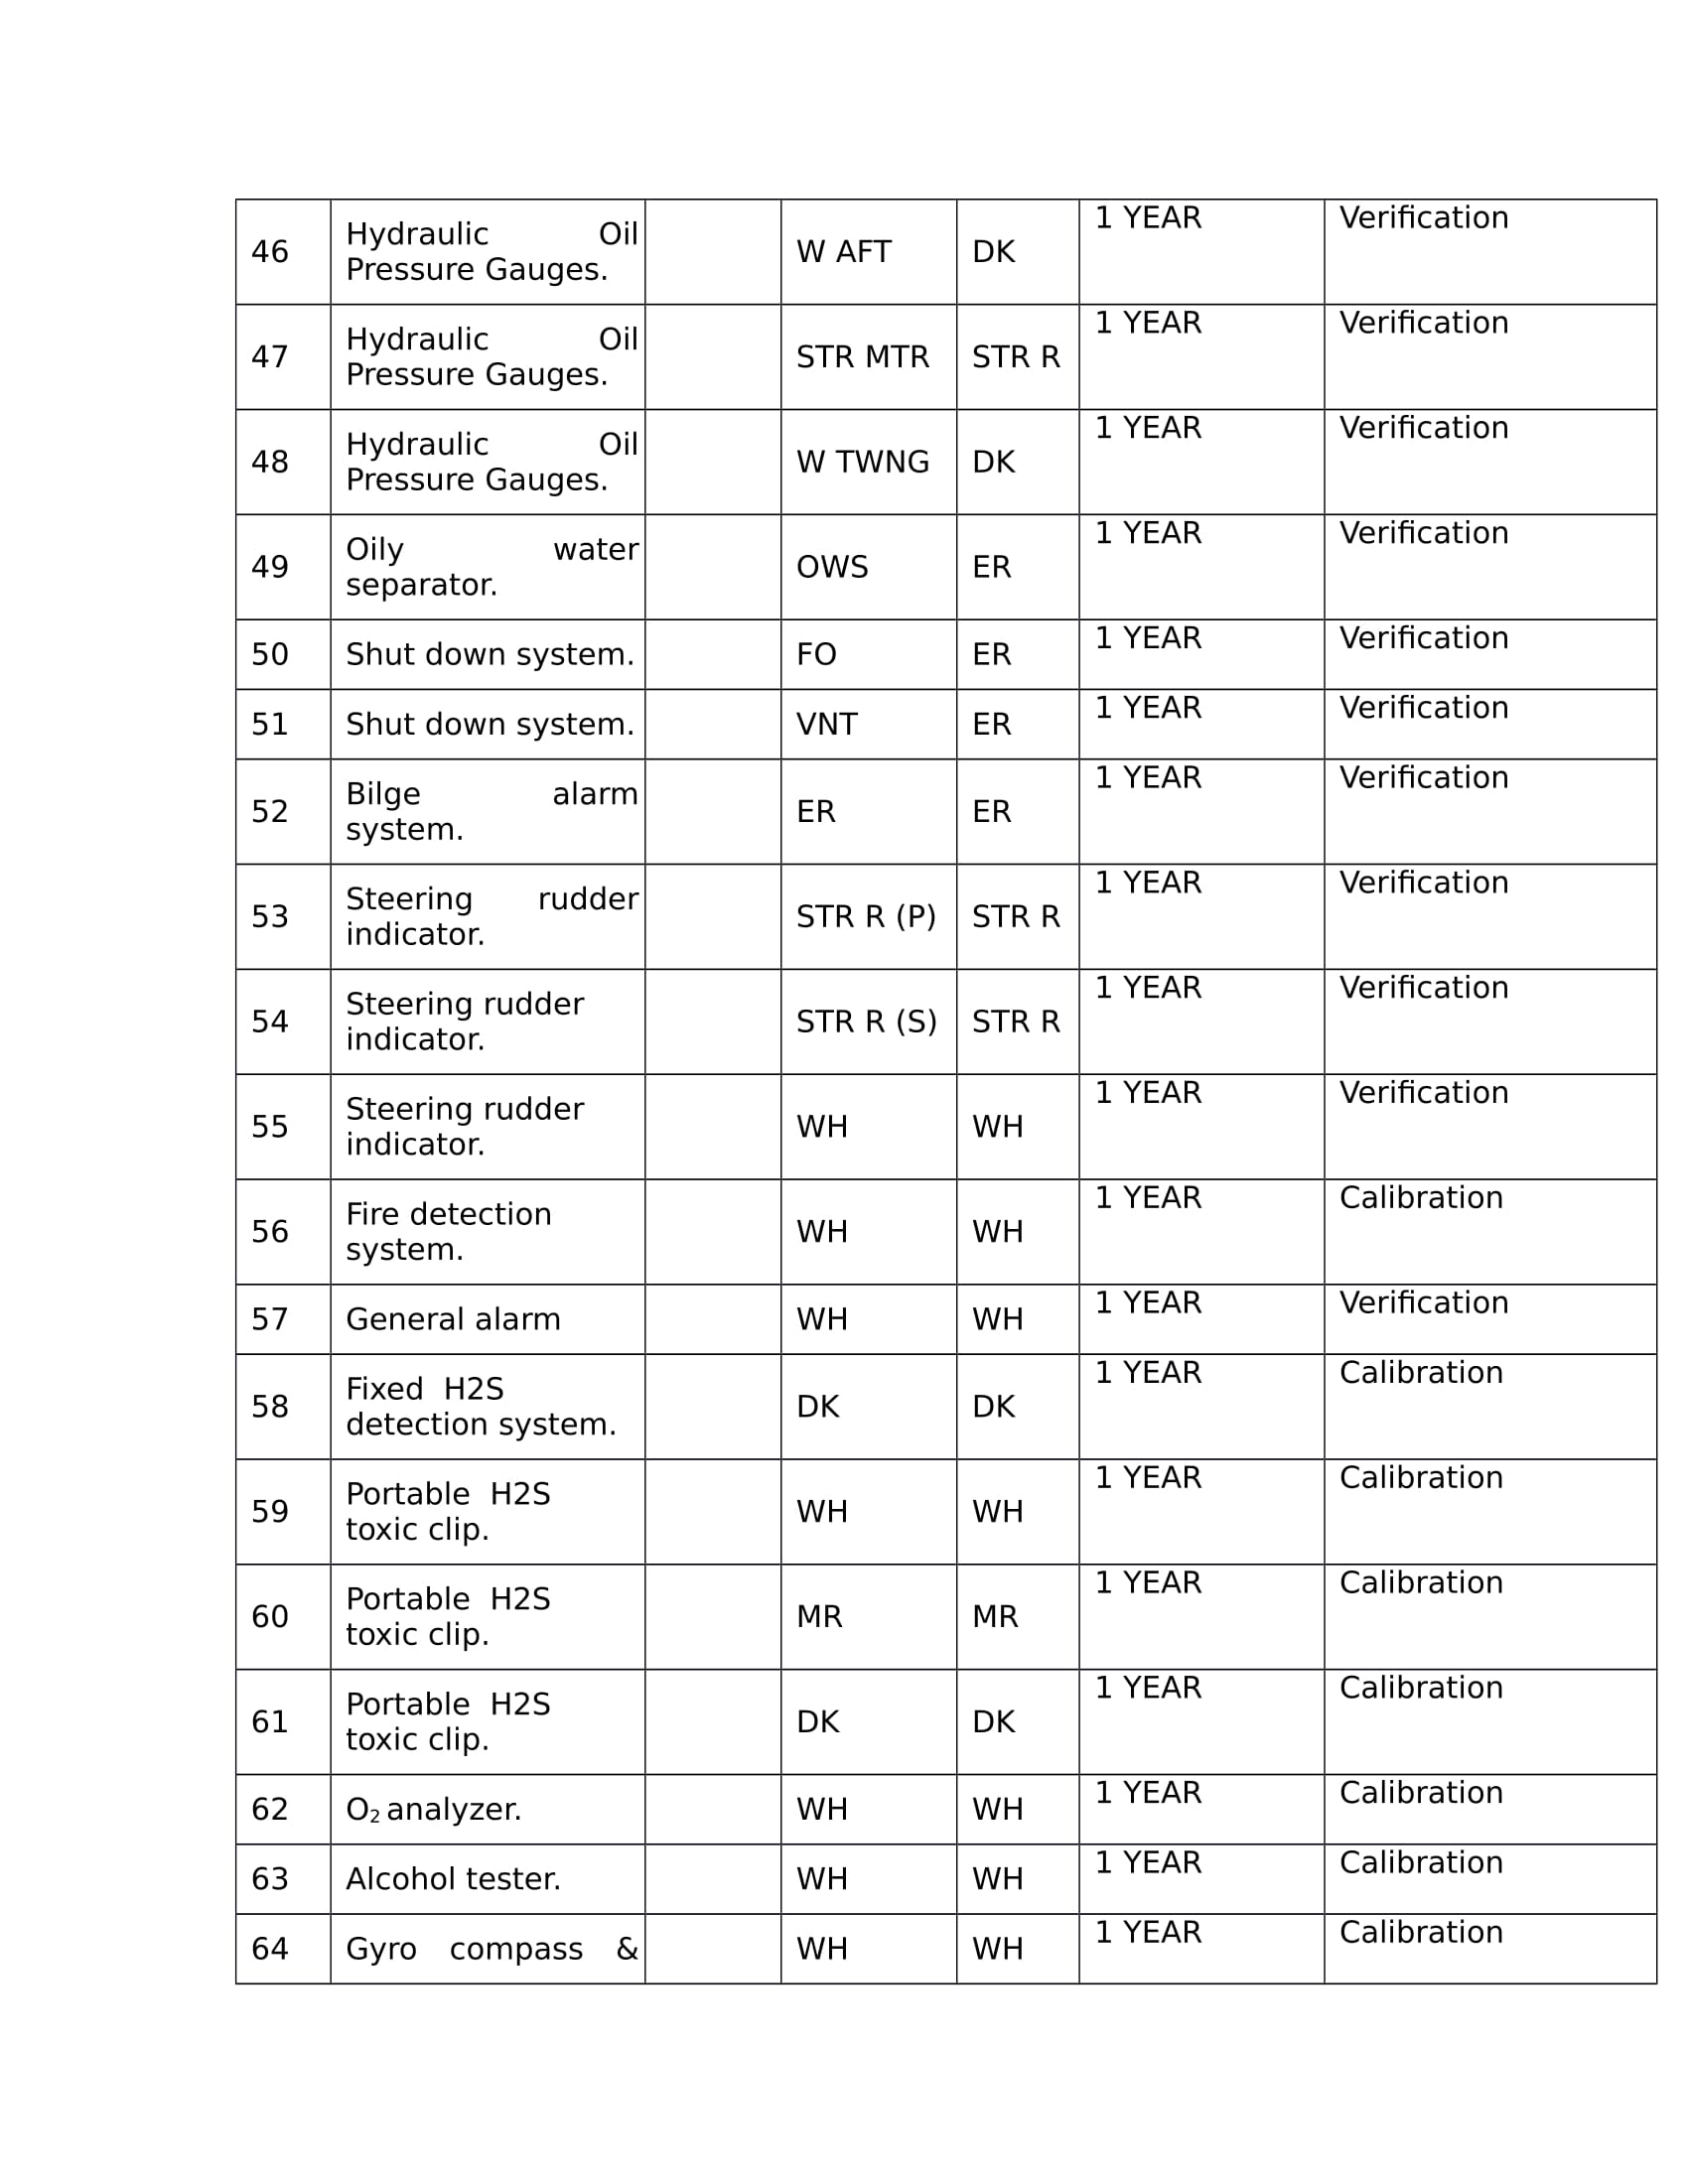 46 Hydraulic Oil Pressure Gauges. W AFT DK 1 YEAR Verification
47 Hydraulic Oil Pressure Gauges. STR MTR STR R 1 YEAR Verification
48 Hydraulic Oil Pressure Gauges. W TWNG DK 1 YEAR Verification
49 Oily water separator. OWS ER 1 YEAR Verification
50 Shut down system. FO ER 1 YEAR Verification
51 Shut down system. VNT ER 1 YEAR Verification
52 Bilge alarm system. ER ER 1 YEAR Verification
53 Steering rudder indicator. STR R (P) STR R 1 YEAR Verification
54 Steering rudder indicator. STR R (S) STR R 1 YEAR Verification
55 Steering rudder indicator. WH WH 1 YEAR Verification
56 Fire detection system. WH WH 1 YEAR Calibration
57 General alarm WH WH 1 YEAR Verification
58 Fixed H2S detection system. DK DK 1 YEAR Calibration
59 Portable H2S toxic clip. WH WH 1 YEAR Calibration
60 Portable H2S toxic clip. MR MR 1 YEAR Calibration
61 Portable H2S toxic clip. DK DK 1 YEAR Calibration
62 O₂ analyzer. WH WH 1 YEAR Calibration
63 Alcohol tester. WH WH 1 YEAR Calibration
64 Gyro compass & WH WH 1 YEAR Calibration